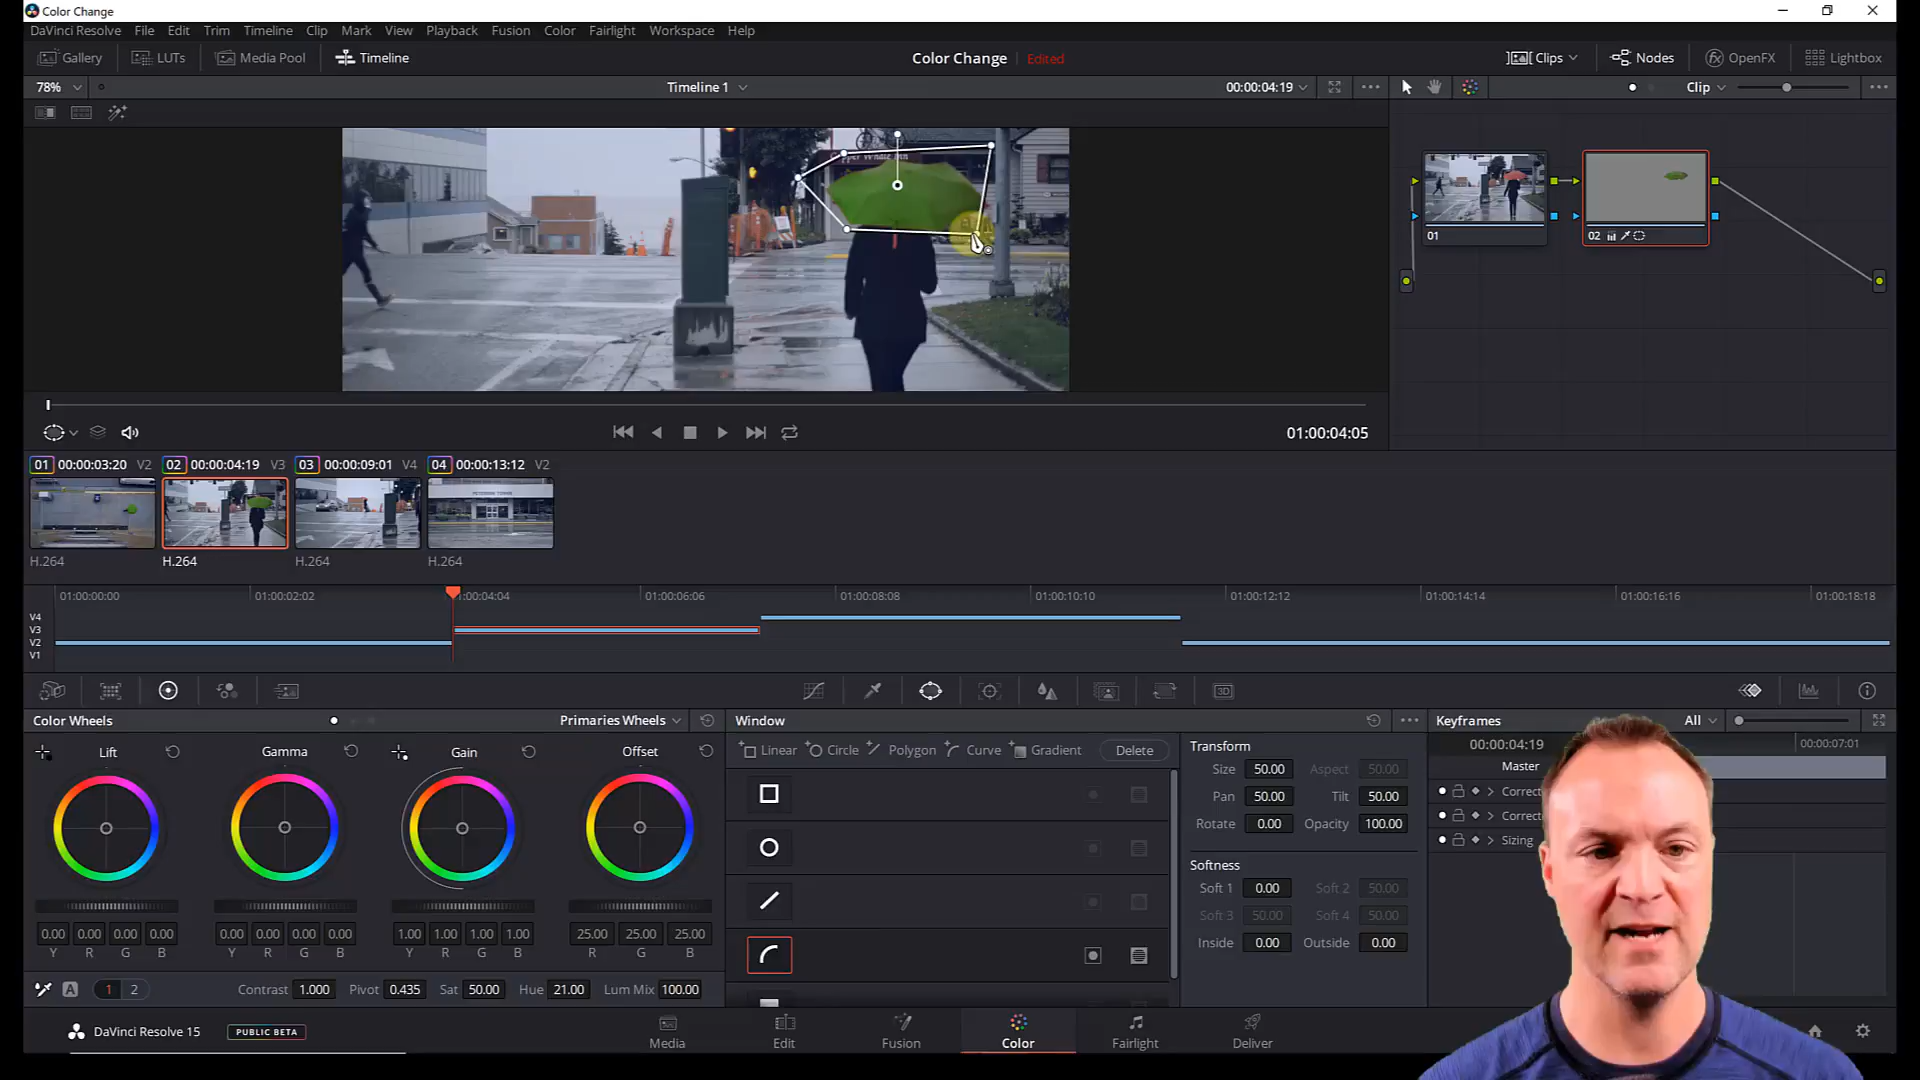 Color Change
DaVinci Resolve File Edit Trim Timeline Clip Mark View Playback Edit Fusion Color Fairlight Workspace Help
Gallery LUTs Media Pool Timeline Color Change Edited Clips Nodes OpenFX Lightbox
78% Timeline 1 00:00:04:19 Clip
01 02
01:00:04:05
01 00:00:03:20 V2 02 00:00:04:19 V3 03 00:00:09:01 V4 04 00:00:13:12 V2
H.264 H.264 H.264 H.264
01:00:00:00 01:00:02:02 :00:04:04 01:00:06:06 01:00:08:08 01:00:10:10 01:00:12:12 01:00:14:14 01:00:16:16 01:00:18:18
V4
V3
V2
V1
3D
Color Wheels Primaries Wheels Window Keyframes All
Lift Gamma Gain Offset Linear Circle Polygon Curve Gradient Delete Transform 00:00:04:19 00:00:07:01
Size 50.00 Aspect 50.00 Master
Pan 50.00 Tilt 50.00 Correct
Rotate 0.00 Opacity 100.00 Correct
Sizing
Softness
Soft 1 0.00 Soft 2 50.00
Soft 3 50.00 Soft 4 50.00
Inside 0.00 Outside 0.00
0.00 0.00 0.00 0.00 0.00 0.00 0.00 0.00 1.00 1.00 1.00 1.00 25.00 25.00 25.00
Y R G B Y R G B Y R G B R G B
A 1 2 Contrast 1.000 Pivot 0.435 Sat 50.00 Hue 21.00 Lum Mix 100.00
DaVinci Resolve 15 PUBLIC BETA Media Edit Fusion Color Fairlight Deliver